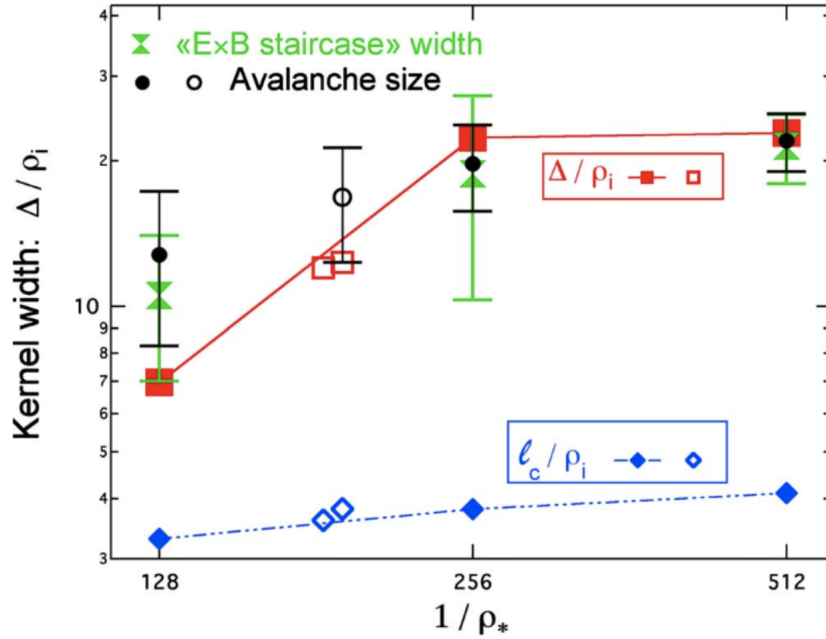 4
«E×B staircase» width
Avalanche size
3
2
Δ / ρi
10
9
8
7
6
5
ℓc / ρi
4
3
128
256
512
1 / ρ*
Kernel width: Δ / ρi